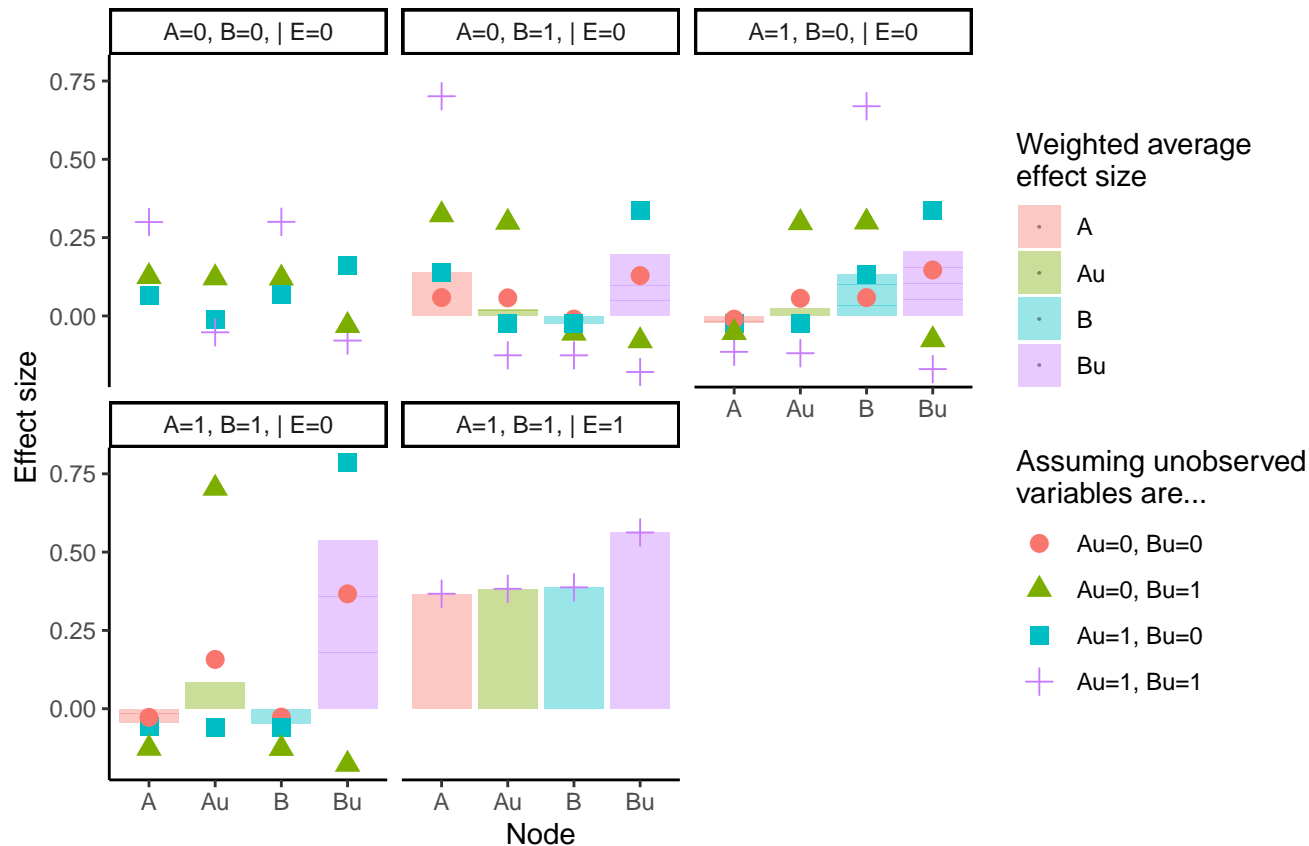 A=0, B=0, | E=0
A=0, B=1, | E=0
A=1, B=0, | E=0
0.75
0.50
0.25
0.00
A
Au
B
Bu
A=1, B=1, | E=0
A=1, B=1, | E=1
0.75
0.50
0.25
0.00
A
Au
B
Bu
A
Au
B
Bu
Node
Effect size
Weighted average
effect size
A
Au
B
Bu
Assuming unobserved
variables are...
Au=0, Bu=0
Au=0, Bu=1
Au=1, Bu=0
Au=1, Bu=1